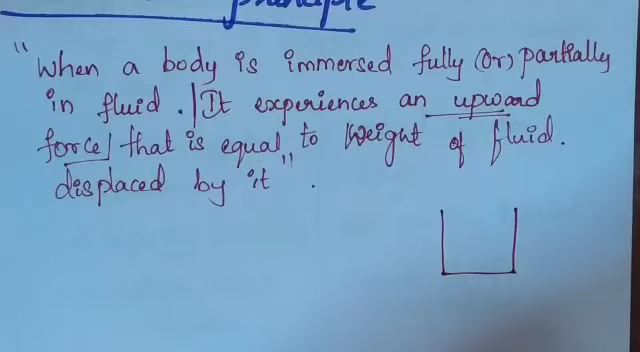 principle
"When a body is immersed fully (or) partially
in fluid. | It experiences an upward
force| that is equal to weight of fluid.
displaced by it".